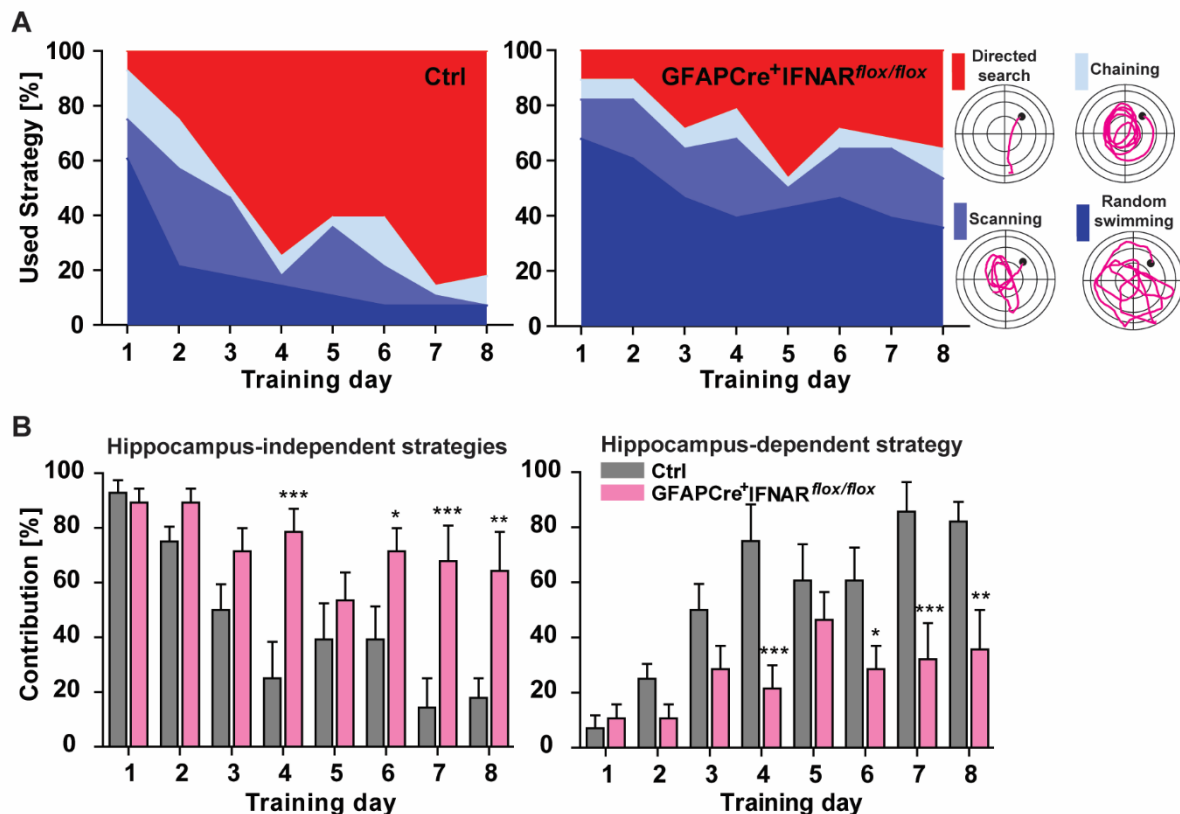 A
Used Strategy [%]
100
80
60
40
20
0
Ctrl
1 2 3 4 5 6 7 8
Training day
100
80
60
40
20
0
GFAPCre⁺IFNAR^flox/flox
1 2 3 4 5 6 7 8
Training day
Directed
search
Chaining
Scanning
Random
swimming
B
Hippocampus-independent strategies
Contribution [%]
100
80
60
40
20
0
*** * *** **
1 2 3 4 5 6 7 8
Training day
Hippocampus-dependent strategy
Ctrl
GFAPCre⁺IFNAR^flox/flox
100
80
60
40
20
0
*** * *** **
1 2 3 4 5 6 7 8
Training day